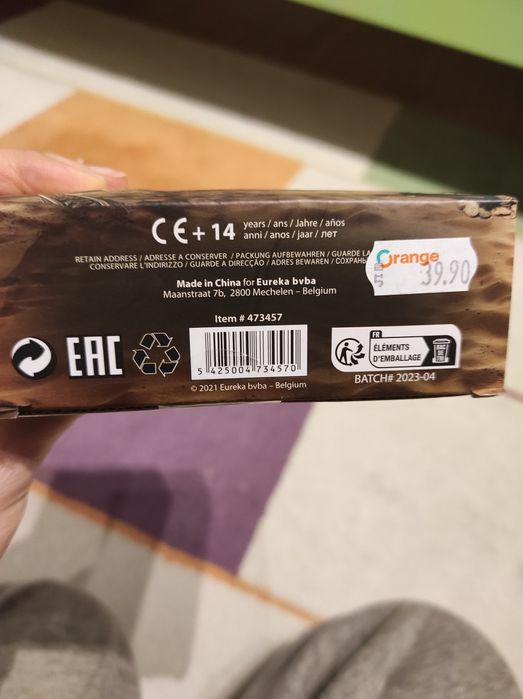 CE + 14 years / ans / Jahre / años
anni / anos / jaar / лет
RETAIN ADDRESS / ADRESSE A CONSERVER / PACKUNG AUFBEWAHREN / GUARDE LA
CONSERVARE L'INDIRIZZO / GUARDE A DIRECÇÃO / ADRES BEWAREN /
orange
39.90
Made in China for Eureka bvba
Maanstraat 7b, 2800 Mechelen – Belgium
Item # 473457
EAC
5 425004 734570
© 2021 Eureka bvba – Belgium
FR
ÉLÉMENTS
D'EMBALLAGE
BATCH# 2023-04